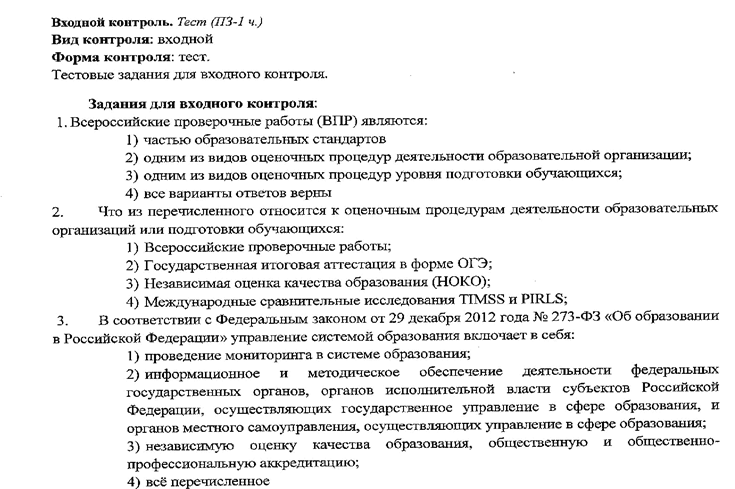 Входной контроль. Тест (ПЗ-1 ч.)
Вид контроля: входной
Форма контроля: тест.
Тестовые задания для входного контроля.
Задания для входного контроля:
1. Всероссийские проверочные работы (ВПР) являются:
1) частью образовательных стандартов
2) одним из видов оценочных процедур деятельности образовательной организации;
3) одним из видов оценочных процедур уровня подготовки обучающихся;
4) все варианты ответов верны
2. Что из перечисленного относится к оценочным процедурам деятельности образовательных
организаций или подготовки обучающихся:
1) Всероссийские проверочные работы;
2) Государственная итоговая аттестация в форме ОГЭ;
3) Независимая оценка качества образования (НОКО);
4) Международные сравнительные исследования TIMSS и PIRLS;
3. В соответствии с Федеральным законом от 29 декабря 2012 года № 273-ФЗ «Об образовании
в Российской Федерации» управление системой образования включает в себя:
1) проведение мониторинга в системе образования;
2) информационное и методическое обеспечение деятельности федеральных
государственных органов, органов исполнительной власти субъектов Российской
Федерации, осуществляющих государственное управление в сфере образования, и
органов местного самоуправления, осуществляющих управление в сфере образования;
3) независимую оценку качества образования, общественную и общественно-
профессиональную аккредитацию;
4) всё перечисленное